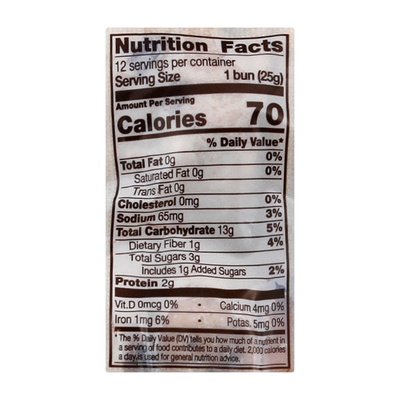 Nutrition Facts
12 servings per container
Serving Size 1 bun (25g)
Amount Per Serving
Calories 70
% Daily Value*
Total Fat 0g 0%
Saturated Fat 0g 0%
Trans Fat 0g
Cholesterol 0mg 0%
Sodium 65mg 3%
Total Carbohydrate 13g 5%
Dietary Fiber 1g 4%
Total Sugars 3g
Includes 1g Added Sugars 2%
Protein 2g
Vit.D 0mcg 0% • Calcium 4mg 0%
Iron 1mg 6% • Potas. 5mg 0%
*The % Daily Value (DV) tells you how much of a nutrient in
a serving of food contributes to a daily diet. 2,000 calories
a day is used for general nutrition advice.